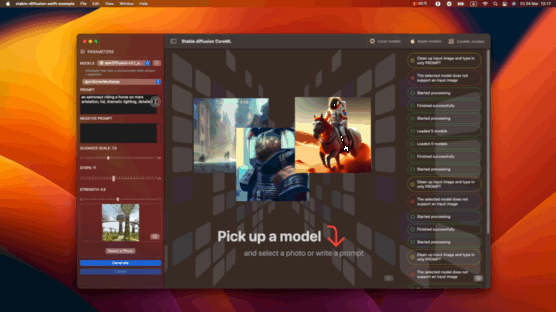 stable-diffusion-swift-example File Edit View Window Help
Fri 24 Mar 13:17
Stable diffusion CoreML
Local models
Apple models
CoreML models
PARAMETERS
MODELS
PROMPT
an astronaut riding a horse on mars
artstation, hd, dramatic lighting, detailed
NEGATIVE PROMPT
GUIDANCE SCALE:
STEPS: 11
STRENGTH:
Select a Photo
Generate
Cancel
Pick up a model
and select a photo or write a prompt
Clean up input image and type in
only PROMPT
The selected model does not
support an input image
Started processing
Finished successfully
Started processing
Loaded 0 models
Loaded 0 models
Finished successfully
Started processing
Clean up input image and type in
only PROMPT
The selected model does not
support an input image
Started processing
Finished successfully
Started processing
Clean up input image and type in
only PROMPT
The selected model does not
support an input image